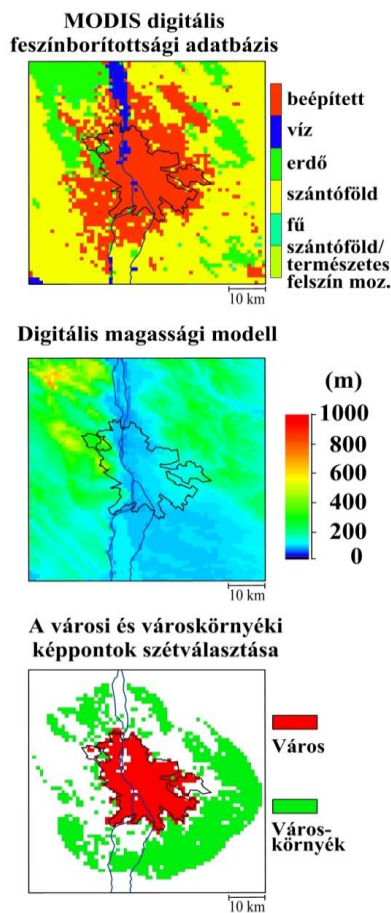 MODIS digitális
feszínborítottsági adatbázis
beépített
víz
erdő
szántóföld
fű
szántóföld/
természetes
felszín moz.
10 km
Digitális magassági modell
(m)
1000
800
600
400
200
0
10 km
A városi és városkörnyéki
képpontok szétválasztása
Város
Város-
környék
10 km